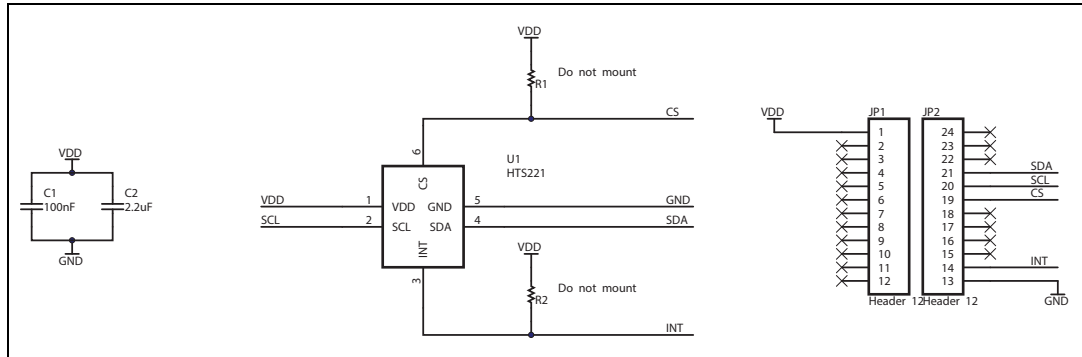 VDD
C1
100nF
C2
2.2uF
GND
VDD
R1
Do not mount
CS
6
U1
HTS221
CS
VDD
1
VDD
GND
5
GND
SCL
2
SCL
SDA
4
SDA
INT
3
VDD
R2
Do not mount
INT
VDD
JP1
JP2
1
2
3
4
5
6
7
8
9
10
11
12
Header 12
24
23
22
21
20
19
18
17
16
15
14
13
Header 12
SDA
SCL
CS
INT
GND